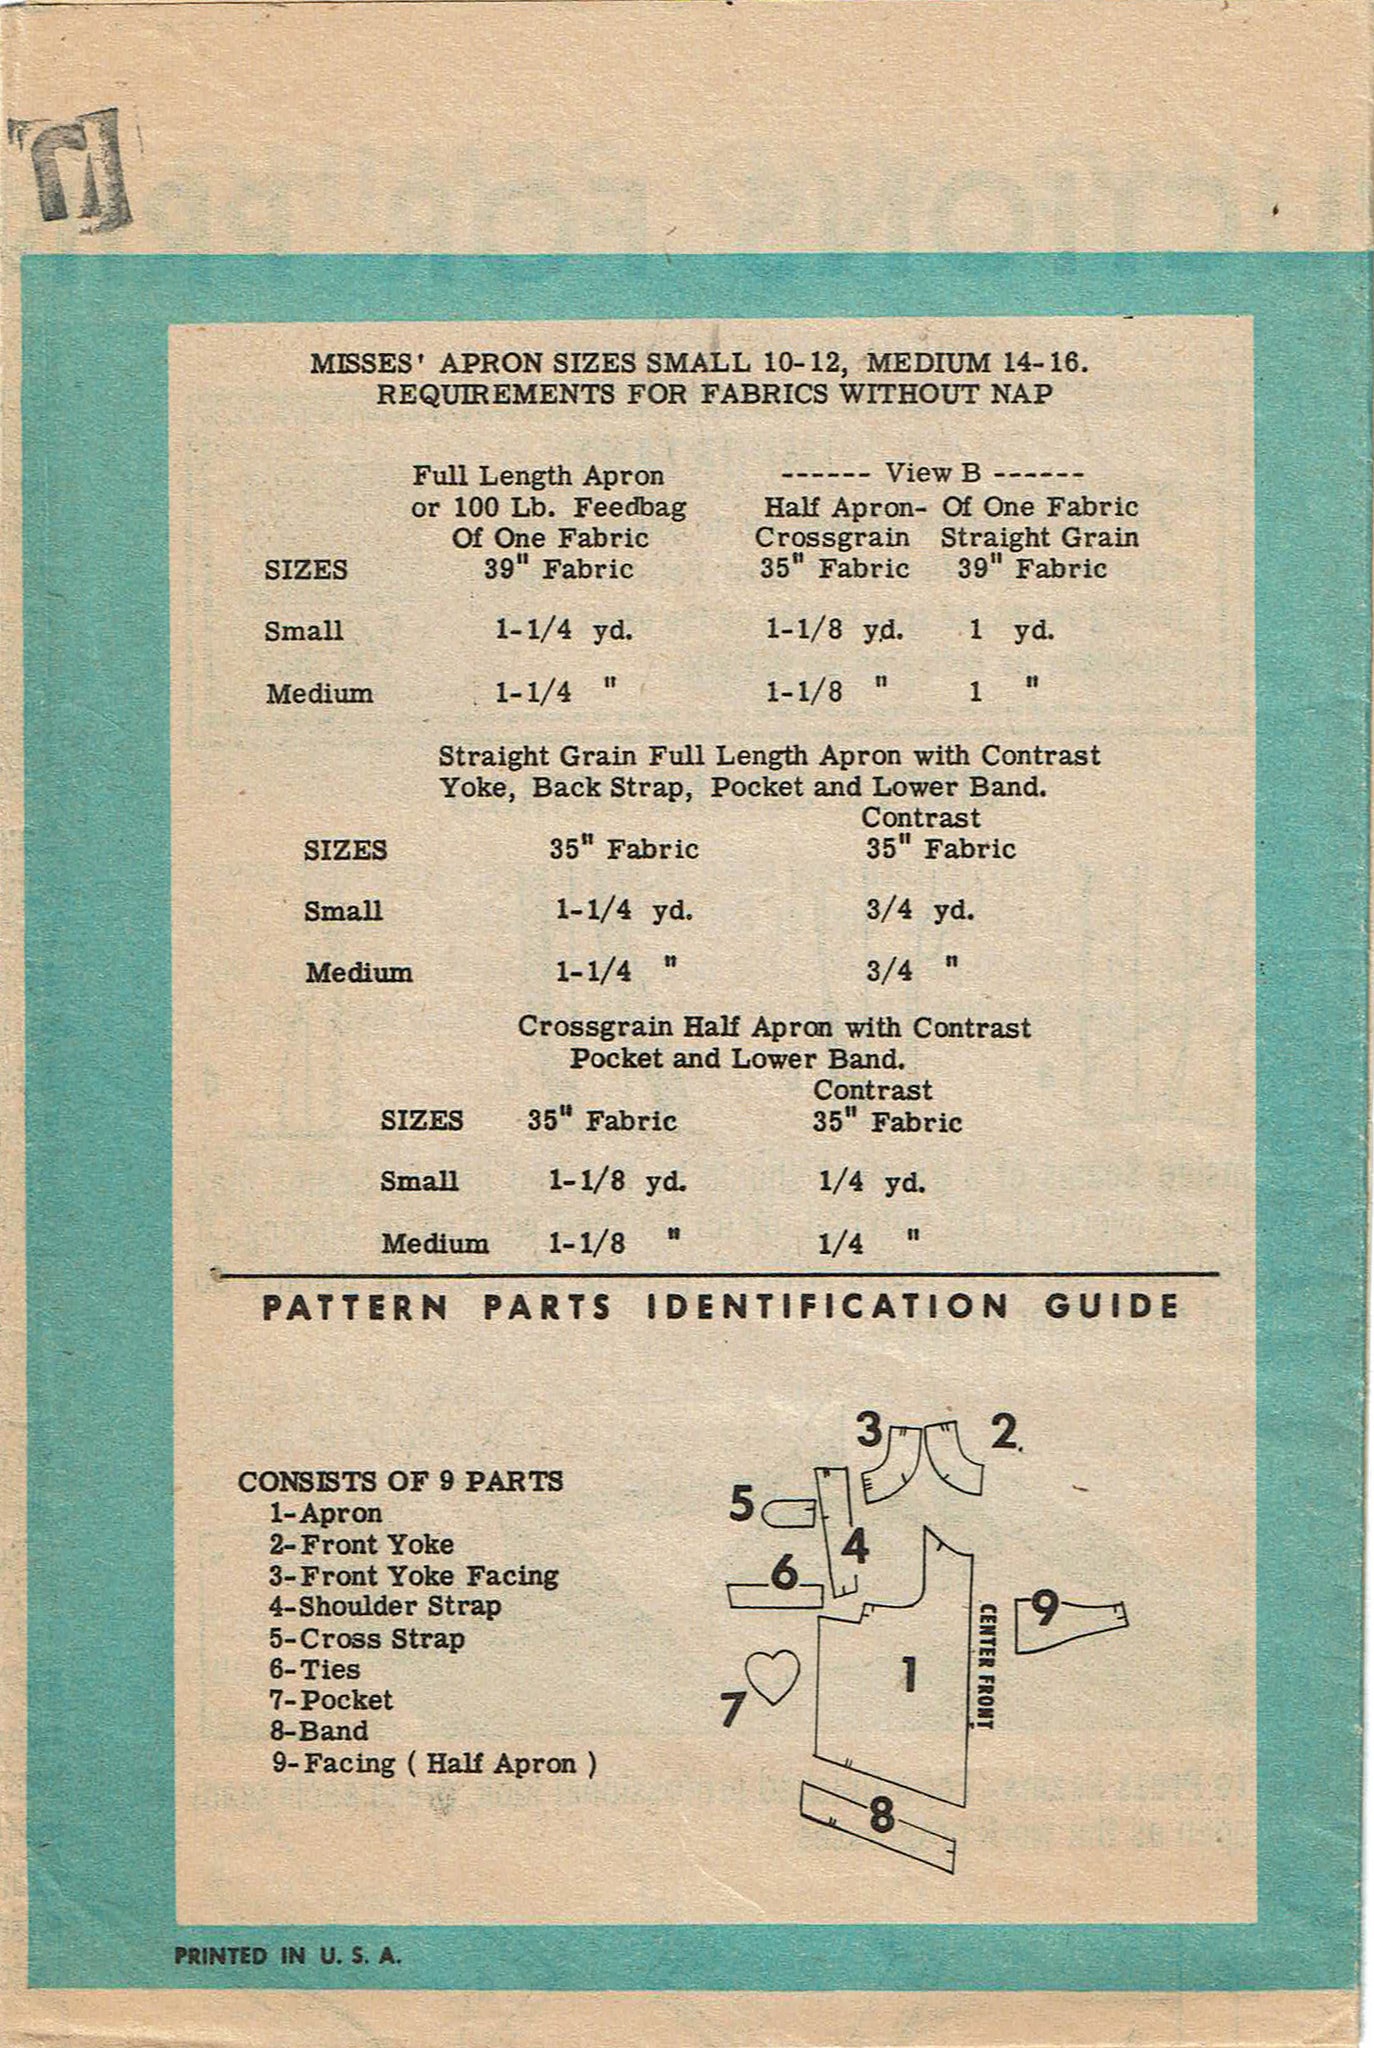 MISSES' APRON SIZES SMALL 10-12, MEDIUM 14-16.
REQUIREMENTS FOR FABRICS WITHOUT NAP
Full Length Apron ------ View B ------
or 100 Lb. Feedbag Half Apron- Of One Fabric
Of One Fabric Crossgrain Straight Grain
SIZES 39" Fabric 35" Fabric 39" Fabric
Small 1-1/4 yd. 1-1/8 yd. 1 yd.
Medium 1-1/4 " 1-1/8 " 1 "
Straight Grain Full Length Apron with Contrast
Yoke, Back Strap, Pocket and Lower Band.
Contrast
SIZES 35" Fabric 35" Fabric
Small 1-1/4 yd. 3/4 yd.
Medium 1-1/4 " 3/4 "
Crossgrain Half Apron with Contrast
Pocket and Lower Band.
Contrast
SIZES 35" Fabric 35" Fabric
Small 1-1/8 yd. 1/4 yd.
Medium 1-1/8 " 1/4 "
PATTERN PARTS IDENTIFICATION GUIDE
CONSISTS OF 9 PARTS
1-Apron
2-Front Yoke
3-Front Yoke Facing
4-Shoulder Strap
5-Cross Strap
6-Ties
7-Pocket
8-Band
9-Facing ( Half Apron )
3
2
5
4
6
9
1
CENTER FRONT
7
8
PRINTED IN U. S. A.